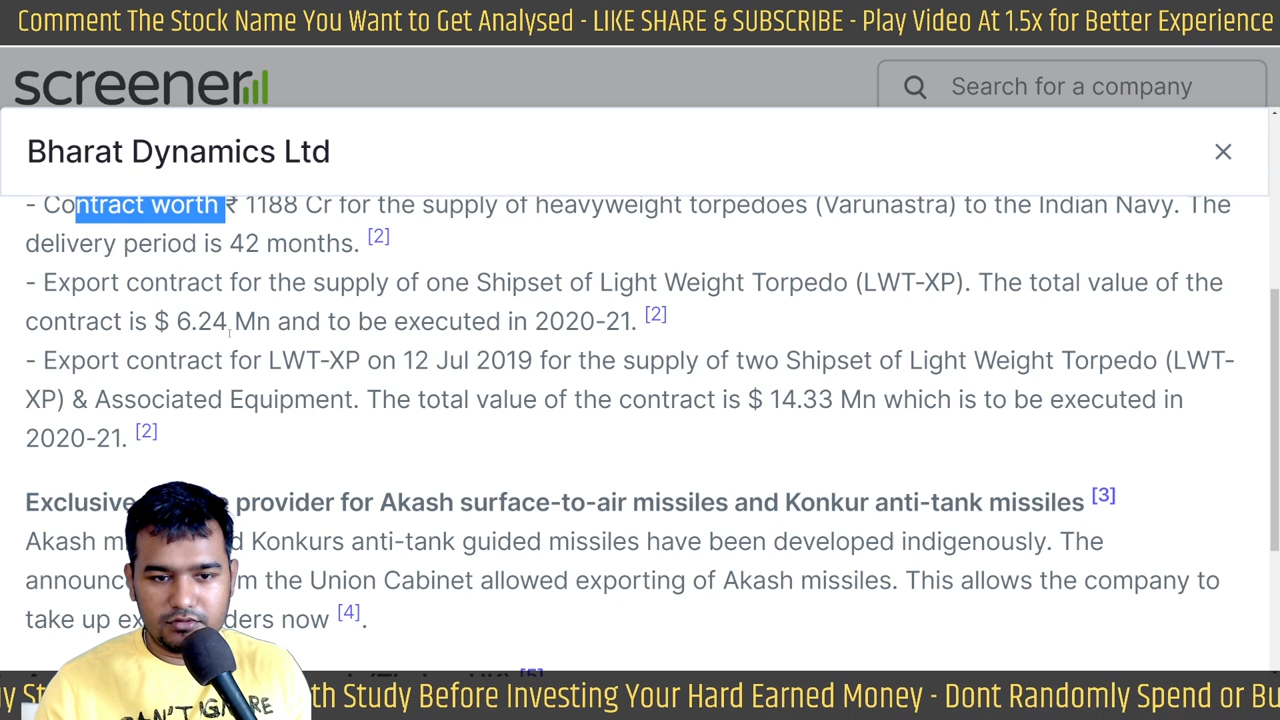 Comment The Stock Name You Want to Get Analysed - LIKE SHARE & SUBSCRIBE - Play Video At 1.5x for Better Experience
screener
Search for a company
Bharat Dynamics Ltd
- Contract worth ₹ 1188 Cr for the supply of heavyweight torpedoes (Varunastra) to the Indian Navy. The
delivery period is 42 months. [2]
- Export contract for the supply of one Shipset of Light Weight Torpedo (LWT-XP). The total value of the
contract is $ 6.24 Mn and to be executed in 2020-21. [2]
- Export contract for LWT-XP on 12 Jul 2019 for the supply of two Shipset of Light Weight Torpedo (LWT-
XP) & Associated Equipment. The total value of the contract is $ 14.33 Mn which is to be executed in
2020-21. [2]
Exclusive provider for Akash surface-to-air missiles and Konkur anti-tank missiles [3]
Akash Konkurs anti-tank guided missiles have been developed indigenously. The
the Union Cabinet allowed exporting of Akash missiles. This allows the company to
take up now [4].
[5]
Study Before Investing Your Hard Earned Money - Dont Randomly Spend or
CAN'T IGNORE